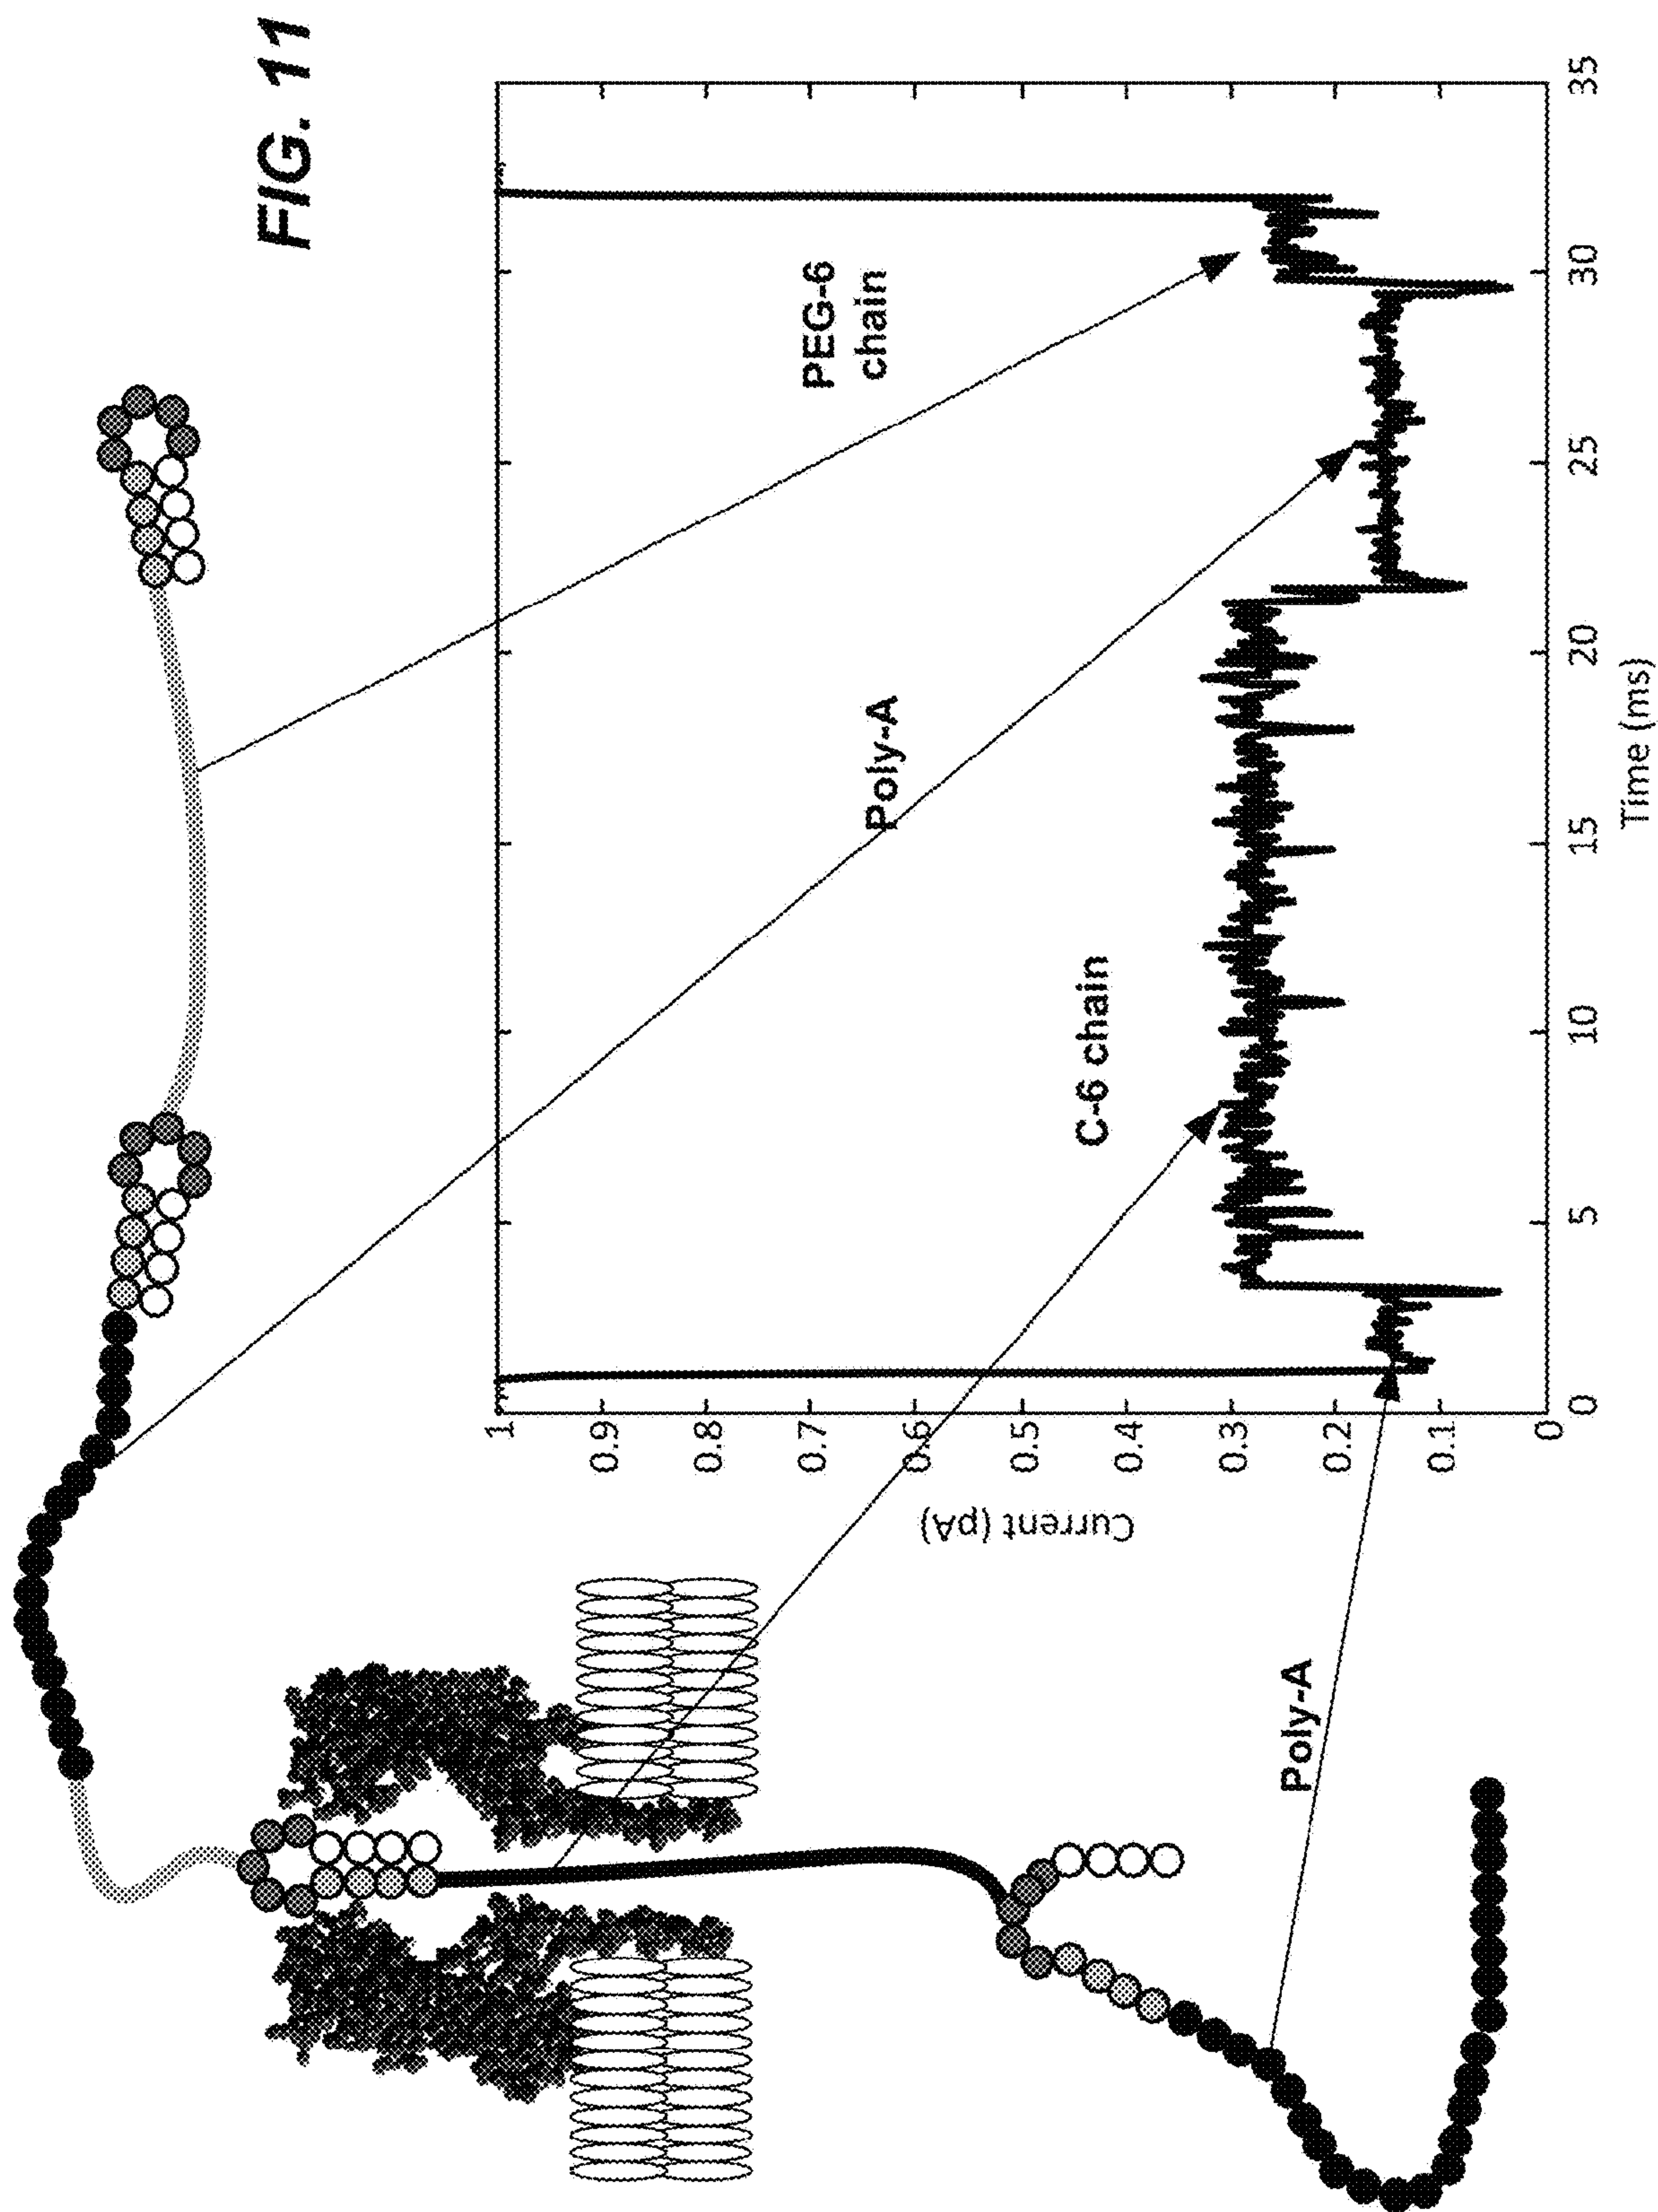 FIG. 11
PEG-6
chain
Poly-A
C-6 chain
Poly-A
Current (pA)
1
0.9
0.8
0.7
0.6
0.5
0.4
0.3
0.2
0.1
0
0
5
10
15
20
25
30
35
Time (ms)